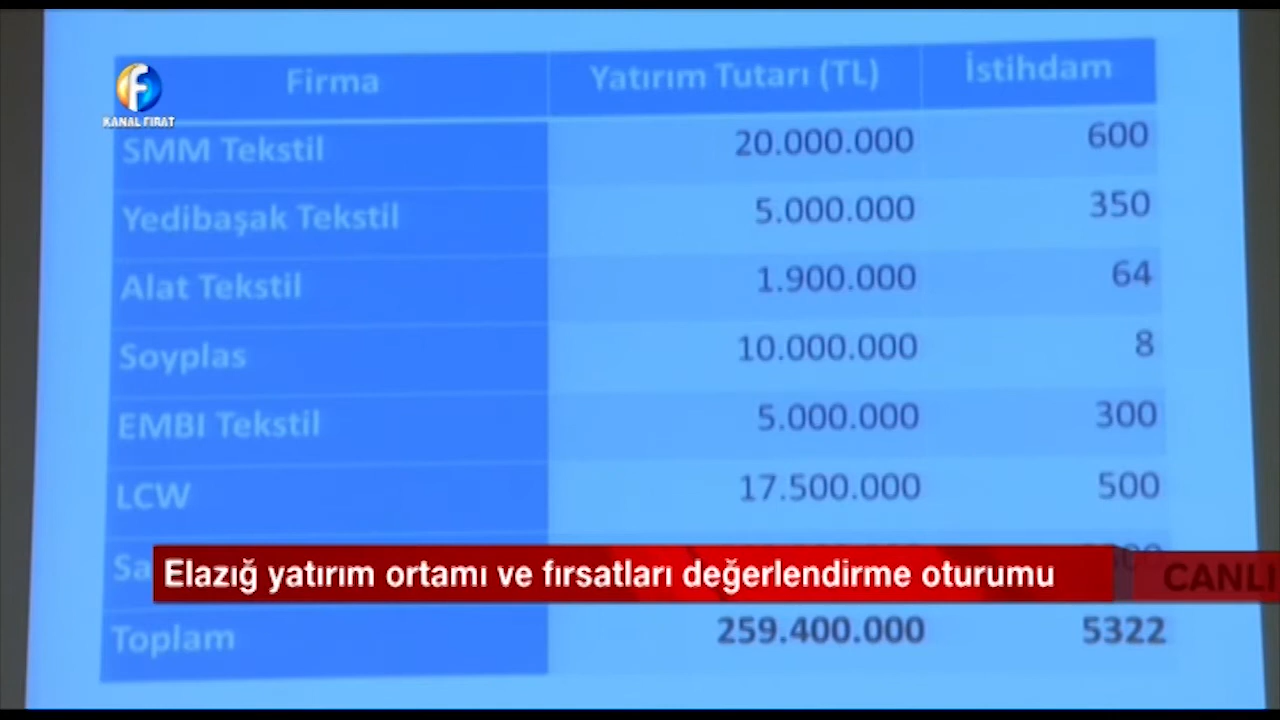 Firma Yatırım Tutarı (TL) İstihdam
KANAL FIRAT
SMM Tekstil 20.000.000 600
Yedibaşak Tekstil 5.000.000 350
Alat Tekstil 1.900.000 64
Soyplas 10.000.000 8
EMBI Tekstil 5.000.000 300
LCW 17.500.000 500
Elazığ yatırım ortamı ve fırsatları değerlendirme oturumu CANLI
Toplam 259.400.000 5322